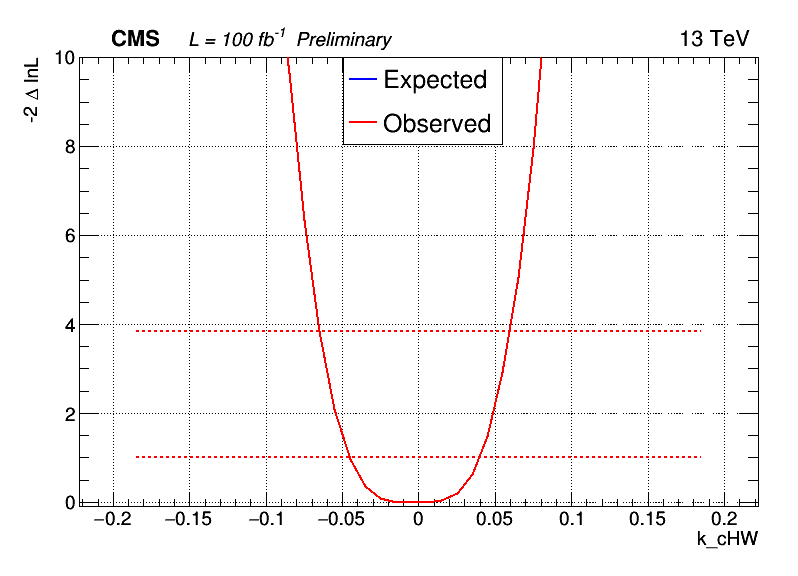 CMS L = 100 fb⁻¹ Preliminary 13 TeV
-2 Δ lnL
Expected
Observed
10
8
6
4
2
0
−0.2 −0.15 −0.1 −0.05 0 0.05 0.1 0.15 0.2
k_cHW